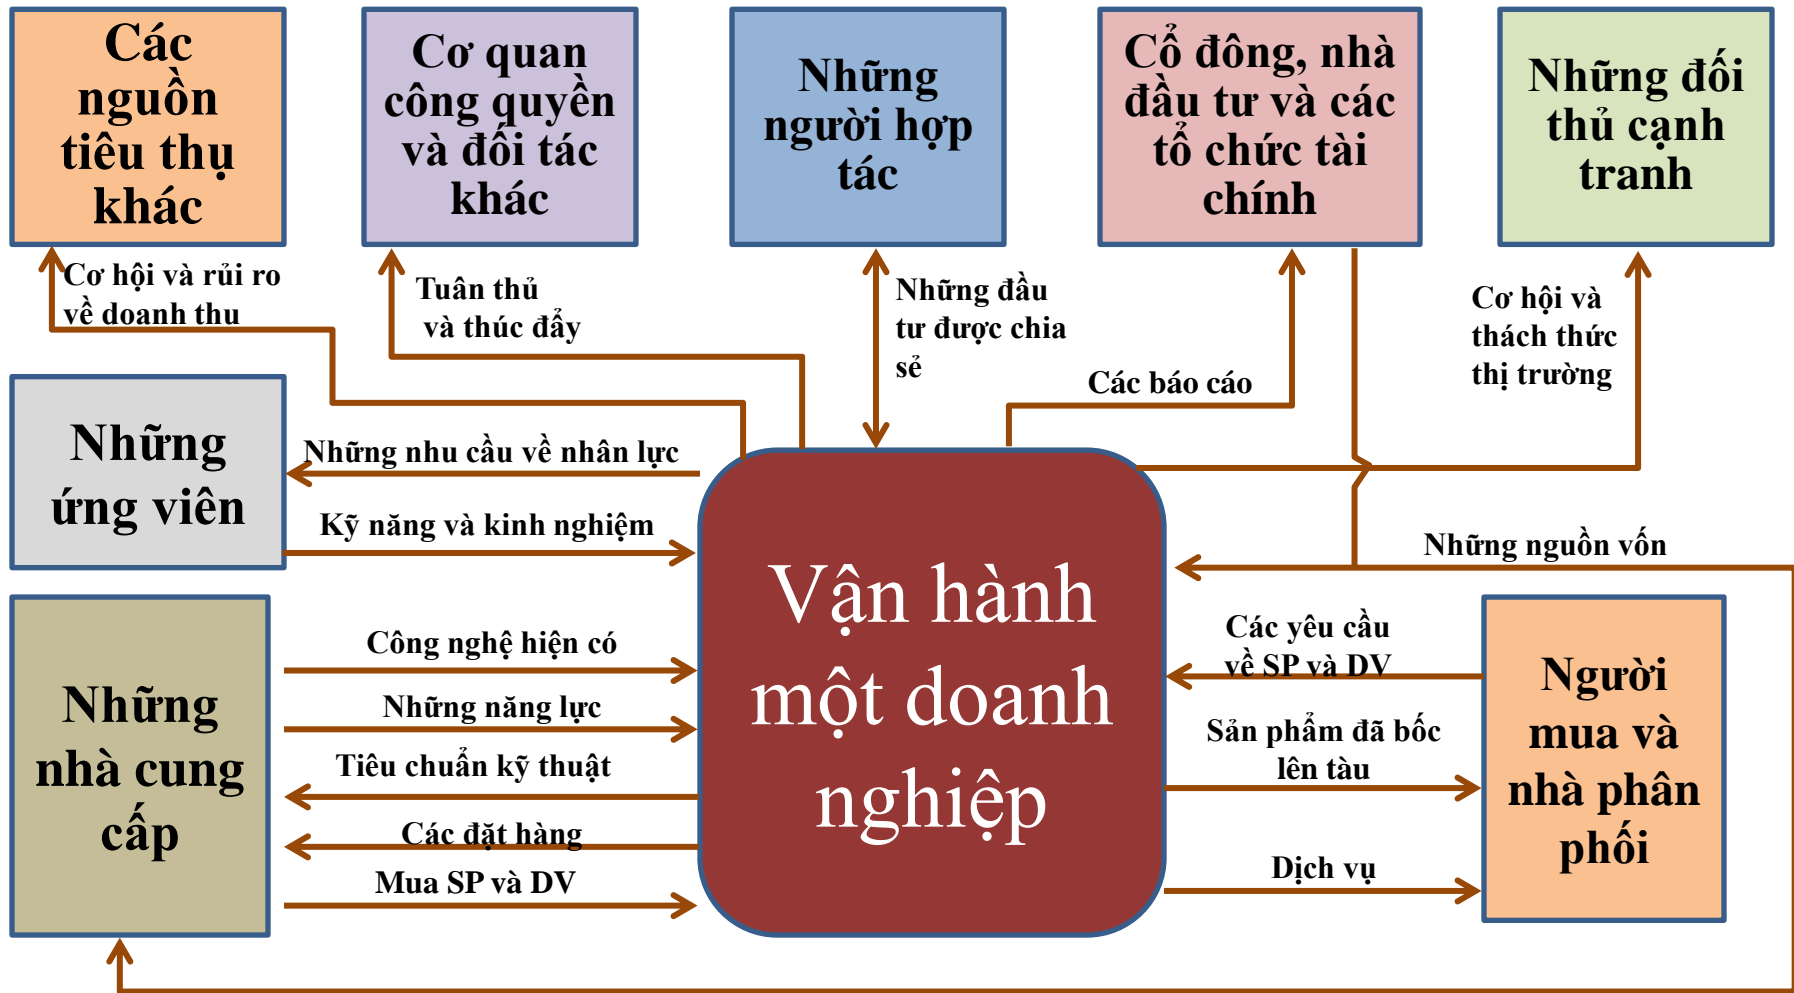 Các
nguồn
tiêu thụ
khác
Cơ quan
công quyền
và đối tác
khác
Những
người hợp
tác
Cổ đông, nhà
đầu tư và các
tổ chức tài
chính
Những đối
thủ cạnh
tranh
Cơ hội và rủi ro
về doanh thu
Tuân thủ
và thúc đẩy
Những đầu
tư được chia
sẻ
Các báo cáo
Cơ hội và
thách thức
thị trường
Những
ứng viên
Những nhu cầu về nhân lực
Kỹ năng và kinh nghiệm
Vận hành
một doanh
nghiệp
Những nguồn vốn
Những
nhà cung
cấp
Công nghệ hiện có
Những năng lực
Tiêu chuẩn kỹ thuật
Các đặt hàng
Mua SP và DV
Các yêu cầu
về SP và DV
Sản phẩm đã bốc
lên tàu
Dịch vụ
Người
mua và
nhà phân
phối